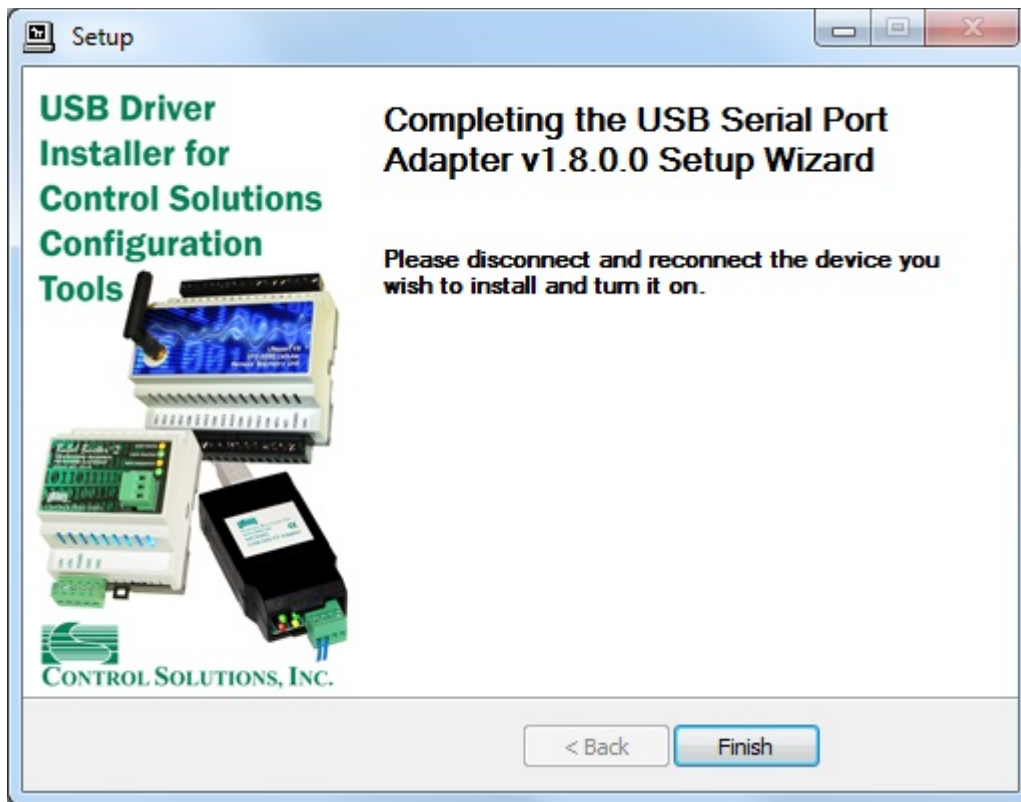 Setup
USB Driver
Installer for
Control Solutions
Configuration
Tools
Completing the USB Serial Port
Adapter v1.8.0.0 Setup Wizard
Please disconnect and reconnect the device you
wish to install and turn it on.
CONTROL SOLUTIONS, INC.
< Back
Finish